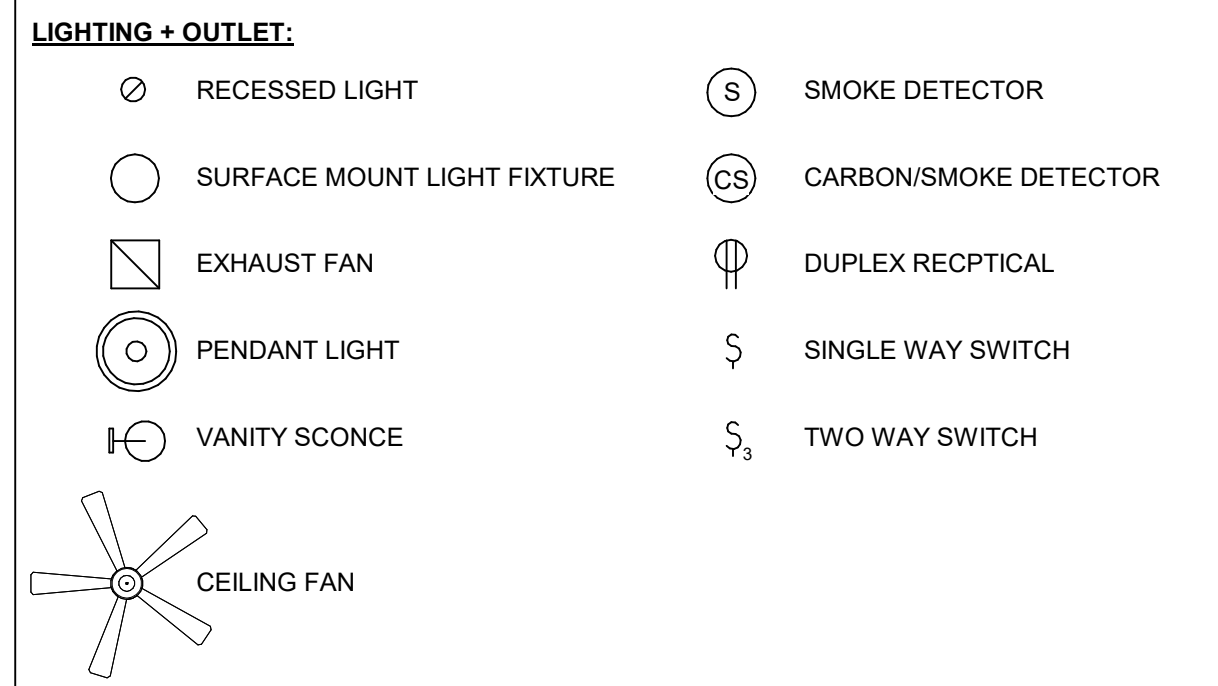 LIGHTING + OUTLET:
RECESSED LIGHT
SURFACE MOUNT LIGHT FIXTURE
EXHAUST FAN
PENDANT LIGHT
VANITY SCONCE
CEILING FAN
S SMOKE DETECTOR
CS CARBON/SMOKE DETECTOR
DUPLEX RECPTICAL
S SINGLE WAY SWITCH
S3 TWO WAY SWITCH